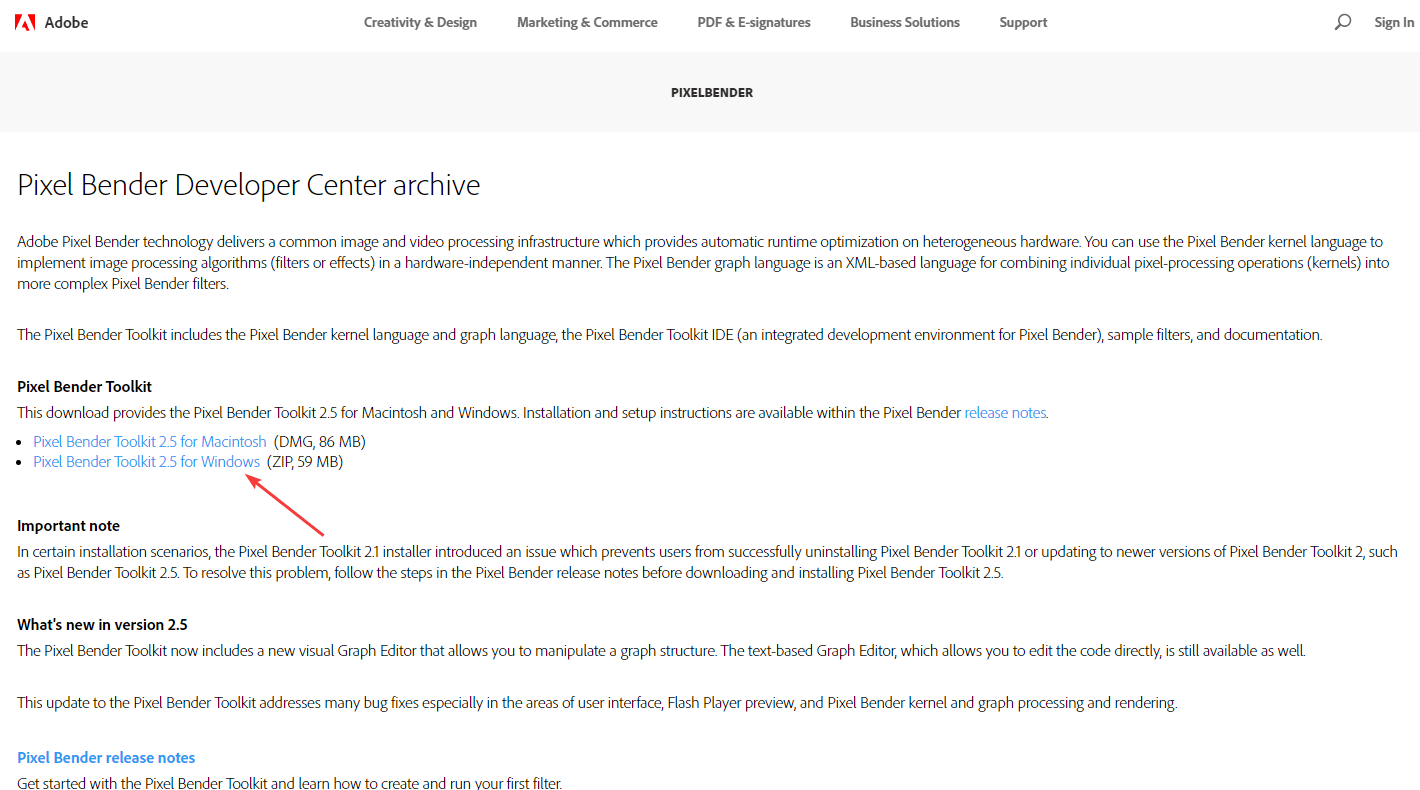 Adobe
Creativity & Design
Marketing & Commerce
PDF & E-signatures
Business Solutions
Support
Sign In
PIXELBENDER
Pixel Bender Developer Center archive
Adobe Pixel Bender technology delivers a common image and video processing infrastructure which provides automatic runtime optimization on heterogeneous hardware. You can use the Pixel Bender kernel language to
implement image processing algorithms (filters or effects) in a hardware-independent manner. The Pixel Bender graph language is an XML-based language for combining individual pixel-processing operations (kernels) into
more complex Pixel Bender filters.
The Pixel Bender Toolkit includes the Pixel Bender kernel language and graph language, the Pixel Bender Toolkit IDE (an integrated development environment for Pixel Bender), sample filters, and documentation.
Pixel Bender Toolkit
This download provides the Pixel Bender Toolkit 2.5 for Macintosh and Windows. Installation and setup instructions are available within the Pixel Bender release notes.
• Pixel Bender Toolkit 2.5 for Macintosh (DMG, 86 MB)
• Pixel Bender Toolkit 2.5 for Windows (ZIP, 59 MB)
Important note
In certain installation scenarios, the Pixel Bender Toolkit 2.1 installer introduced an issue which prevents users from successfully uninstalling Pixel Bender Toolkit 2.1 or updating to newer versions of Pixel Bender Toolkit 2, such
as Pixel Bender Toolkit 2.5. To resolve this problem, follow the steps in the Pixel Bender release notes before downloading and installing Pixel Bender Toolkit 2.5.
What's new in version 2.5
The Pixel Bender Toolkit now includes a new visual Graph Editor that allows you to manipulate a graph structure. The text-based Graph Editor, which allows you to edit the code directly, is still available as well.
This update to the Pixel Bender Toolkit addresses many bug fixes especially in the areas of user interface, Flash Player preview, and Pixel Bender kernel and graph processing and rendering.
Pixel Bender release notes
Get started with the Pixel Bender Toolkit and learn how to create and run your first filter.